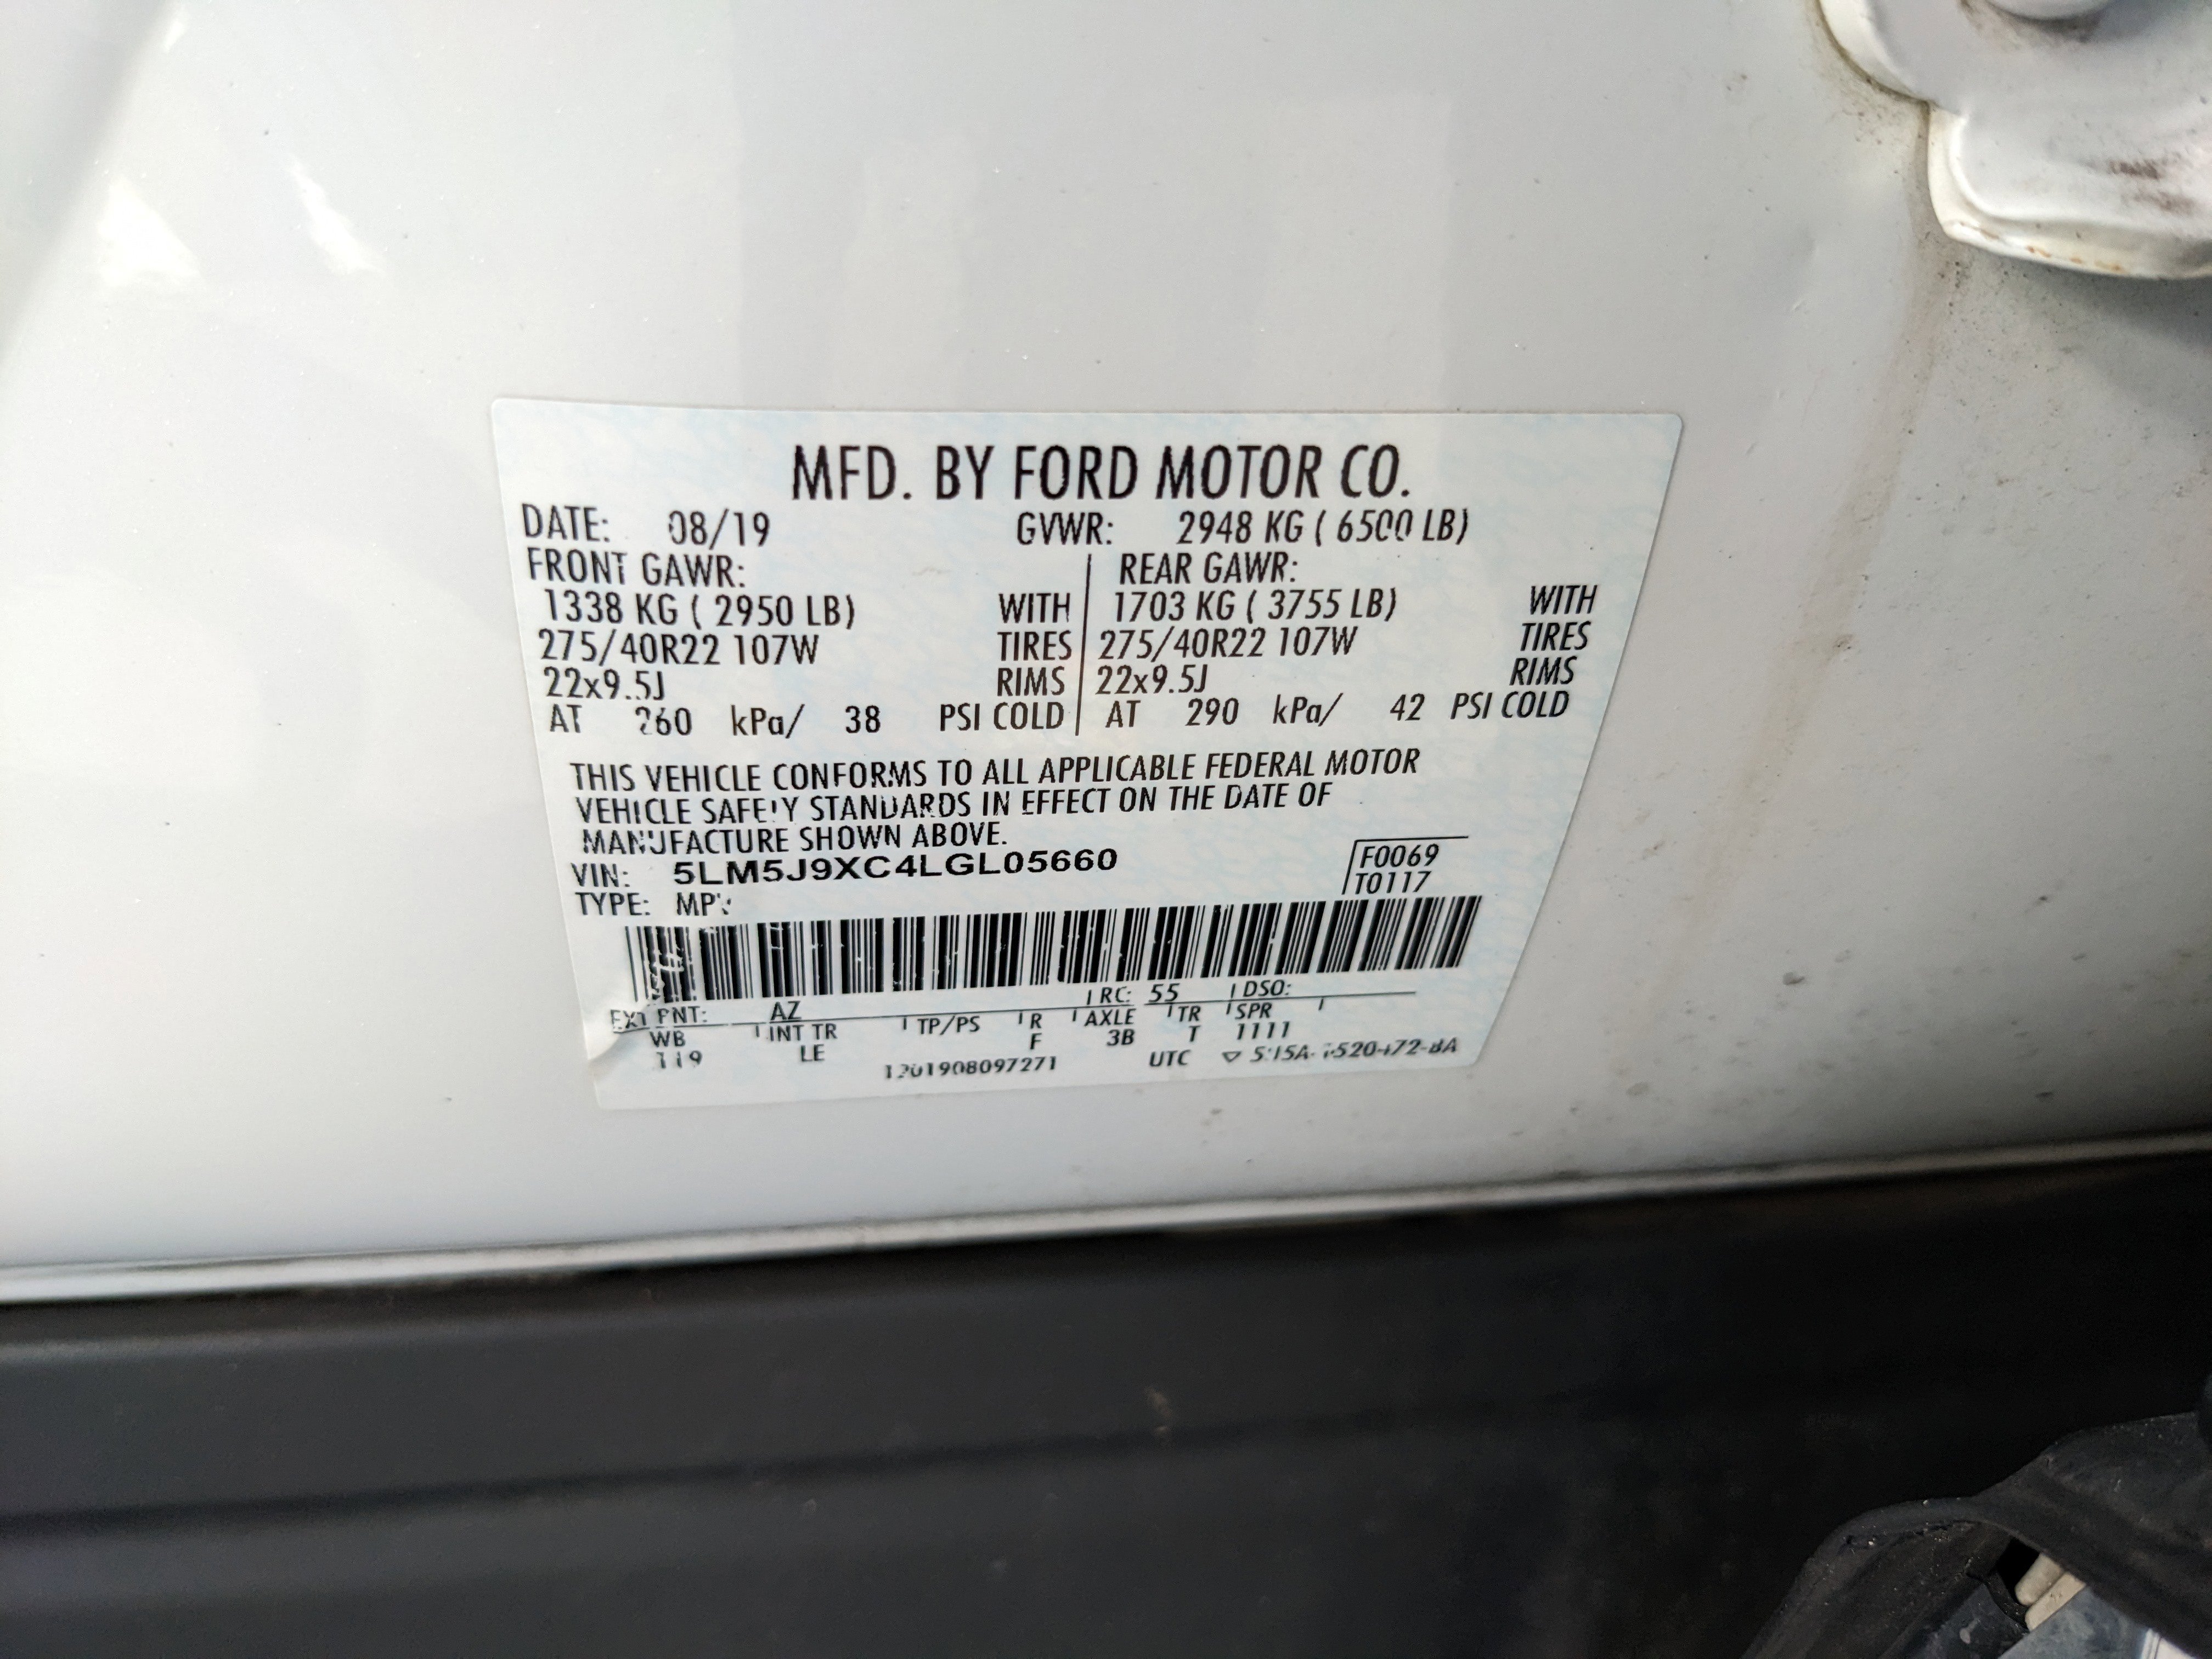 MFD. BY FORD MOTOR CO.
DATE: 08/19 GVWR: 2948 KG ( 6500 LB)
FRONT GAWR: REAR GAWR:
1338 KG ( 2950 LB) WITH 1703 KG ( 3755 LB) WITH
275/40R22 107W TIRES 275/40R22 107W TIRES
22x9.5J RIMS 22x9.5J RIMS
AT 260 kPa/ 38 PSI COLD AT 290 kPa/ 42 PSI COLD
THIS VEHICLE CONFORMS TO ALL APPLICABLE FEDERAL MOTOR
VEHICLE SAFETY STANDARDS IN EFFECT ON THE DATE OF
MANUFACTURE SHOWN ABOVE.
VIN: 5LM5J9XC4LGL05660
F0069
T0117
TYPE: MPV
EXT PNT: AZ RC: 55 DSO:
WB INT TR TP/PS R AXLE TR SPR
119 LE F 3B T 1111
1201908097271 UTC